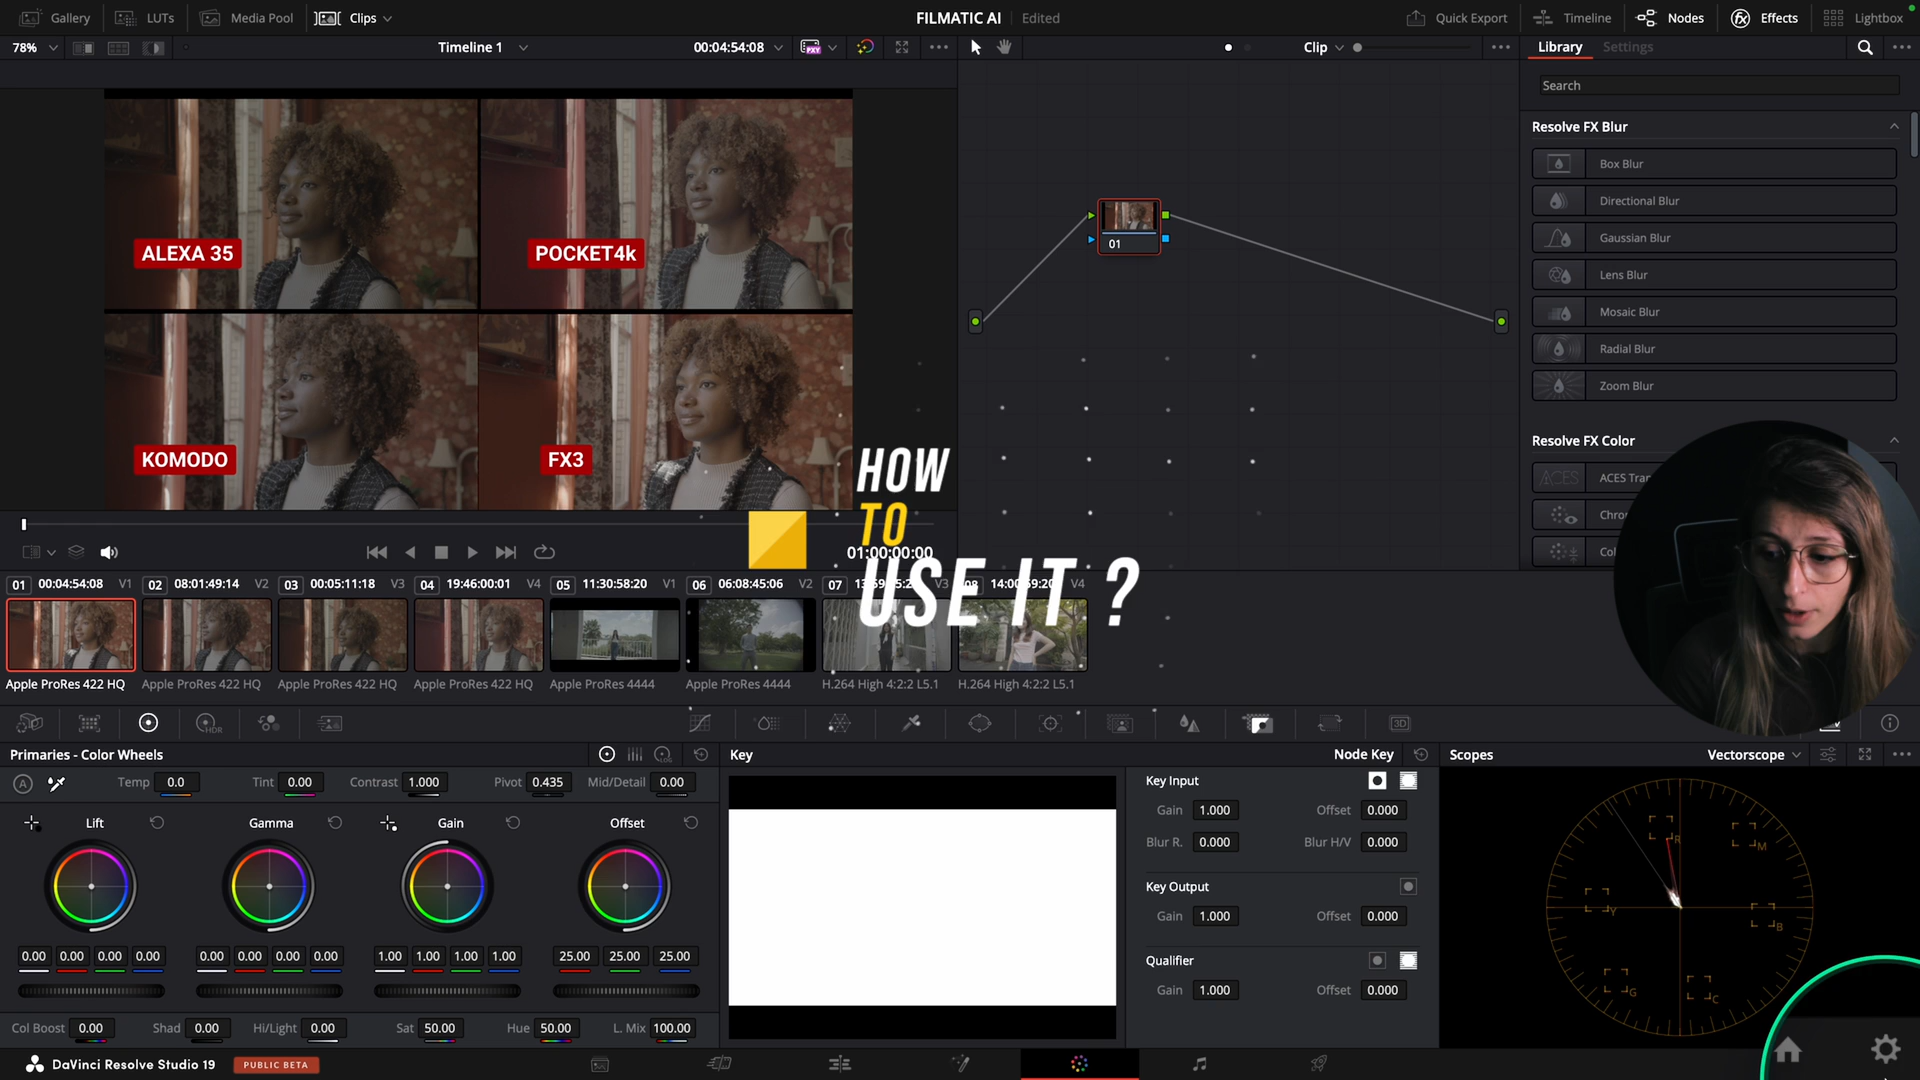 Gallery LUTs Media Pool Clips FILMATIC AI Edited Quick Export Timeline Nodes Effects Lightbox
78% Timeline 1 00:04:54:08 PXY Clip Library Settings
Search
Resolve FX Blur
Box Blur
Directional Blur
Gaussian Blur
Lens Blur
Mosaic Blur
Radial Blur
Zoom Blur
Resolve FX Color
ACES Tran
Chro
Col
ALEXA 35
POCKET4k
KOMODO
FX3
01
HOW
TO
USE IT ?
01:00:00:00
01 00:04:54:08 V1 02 08:01:49:14 V2 03 00:05:11:18 V3 04 19:46:00:01 V4 05 11:30:58:20 V1 06 06:08:45:06 V2 07 V3 V4
Apple ProRes 422 HQ Apple ProRes 422 HQ Apple ProRes 422 HQ Apple ProRes 422 HQ Apple ProRes 4444 Apple ProRes 4444 H.264 High 4:2:2 L5.1 H.264 High 4:2:2 L5.1
HDR 3D
Primaries - Color Wheels LOG
A Temp 0.0 Tint 0.00 Contrast 1.000 Pivot 0.435 Mid/Detail 0.00
Lift Gamma Gain Offset
0.00 0.00 0.00 0.00 0.00 0.00 0.00 0.00 1.00 1.00 1.00 1.00 25.00 25.00 25.00
Col Boost 0.00 Shad 0.00 Hi/Light 0.00 Sat 50.00 Hue 50.00 L. Mix 100.00
Key Node Key
Key Input
Gain 1.000 Offset 0.000
Blur R. 0.000 Blur H/V 0.000
Key Output
Gain 1.000 Offset 0.000
Qualifier
Gain 1.000 Offset 0.000
Scopes Vectorscope
R M
Y B
G C
DaVinci Resolve Studio 19 PUBLIC BETA